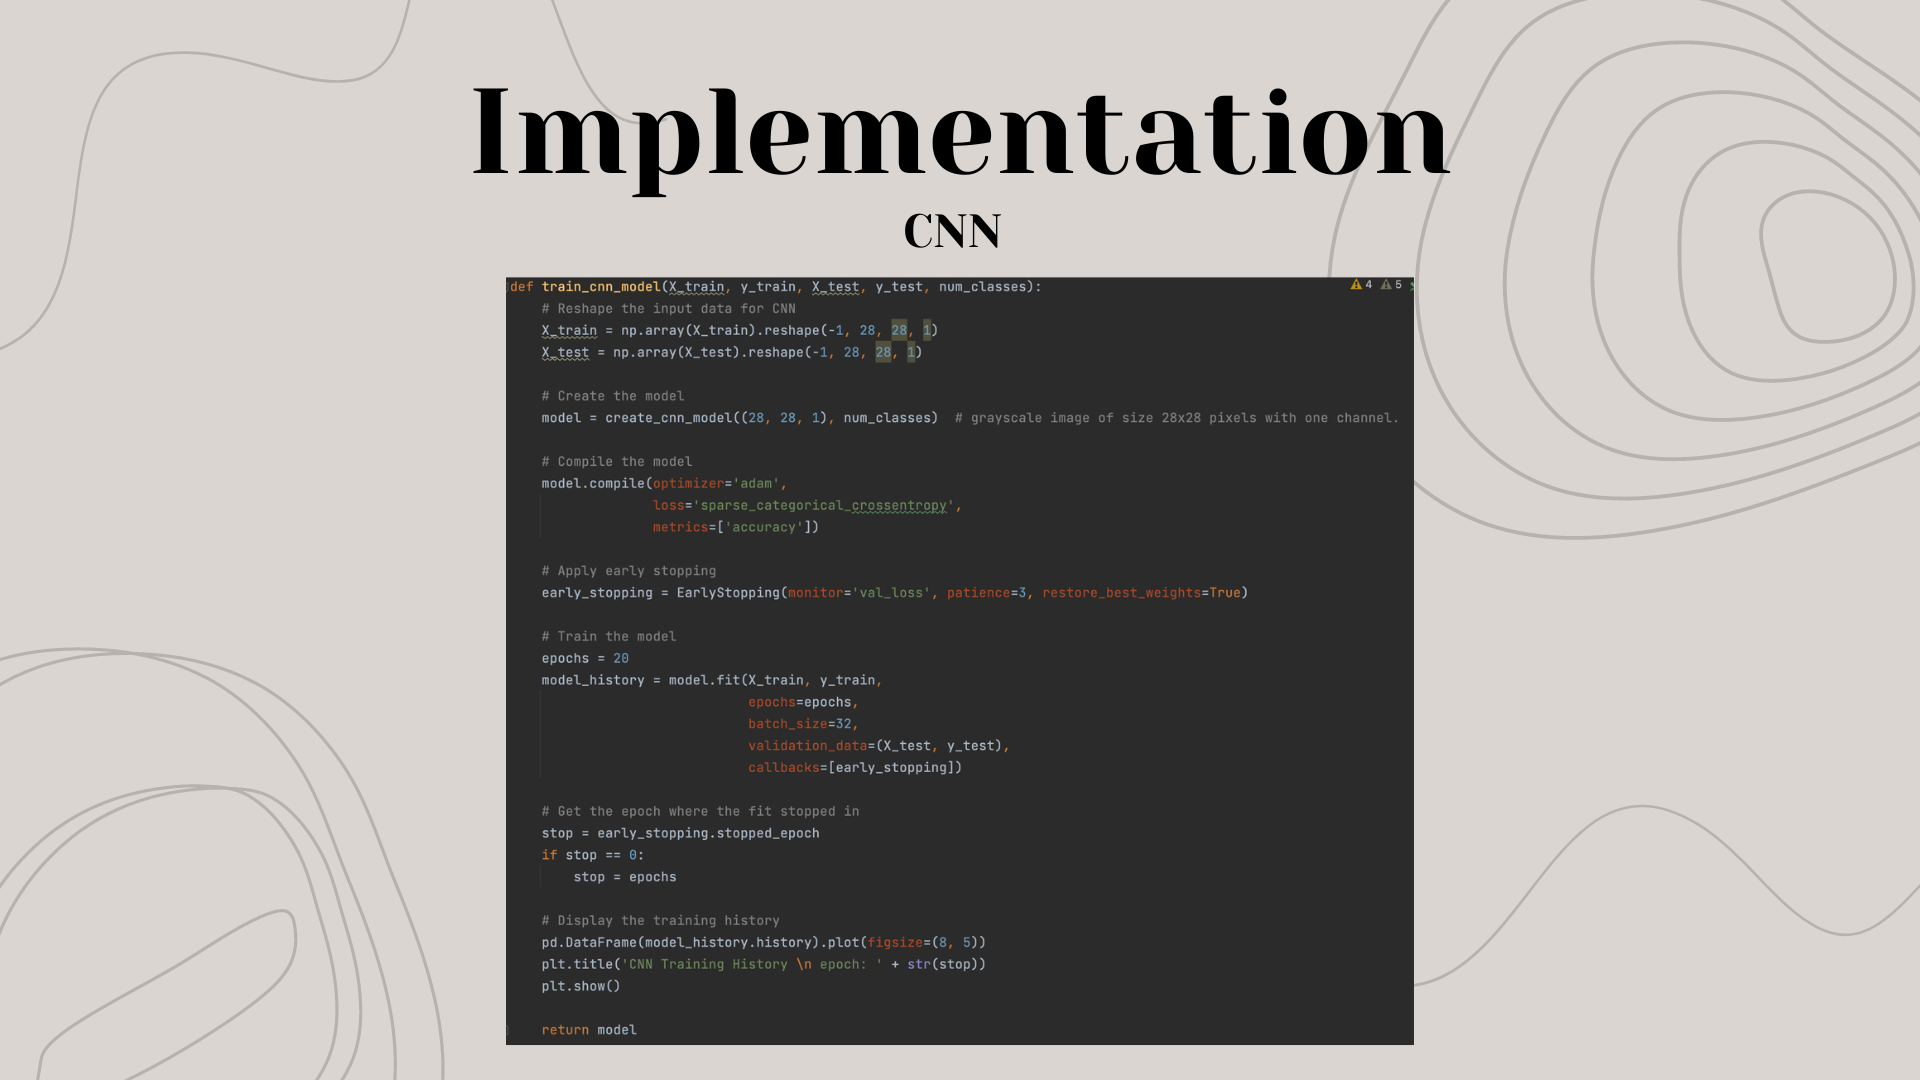 Implementation
CNN
def train_cnn_model(X_train, y_train, X_test, y_test, num_classes):
4 5
# Reshape the input data for CNN
X_train = np.array(X_train).reshape(-1, 28, 28, 1)
X_test = np.array(X_test).reshape(-1, 28, 28, 1)
# Create the model
model = create_cnn_model((28, 28, 1), num_classes)  # grayscale image of size 28x28 pixels with one channel.
# Compile the model
model.compile(optimizer='adam',
loss='sparse_categorical_crossentropy',
metrics=['accuracy'])
# Apply early stopping
early_stopping = EarlyStopping(monitor='val_loss', patience=3, restore_best_weights=True)
# Train the model
epochs = 20
model_history = model.fit(X_train, y_train,
epochs=epochs,
batch_size=32,
validation_data=(X_test, y_test),
callbacks=[early_stopping])
# Get the epoch where the fit stopped in
stop = early_stopping.stopped_epoch
if stop == 0:
stop = epochs
# Display the training history
pd.DataFrame(model_history.history).plot(figsize=(8, 5))
plt.title('CNN Training History \n epoch: ' + str(stop))
plt.show()
return model